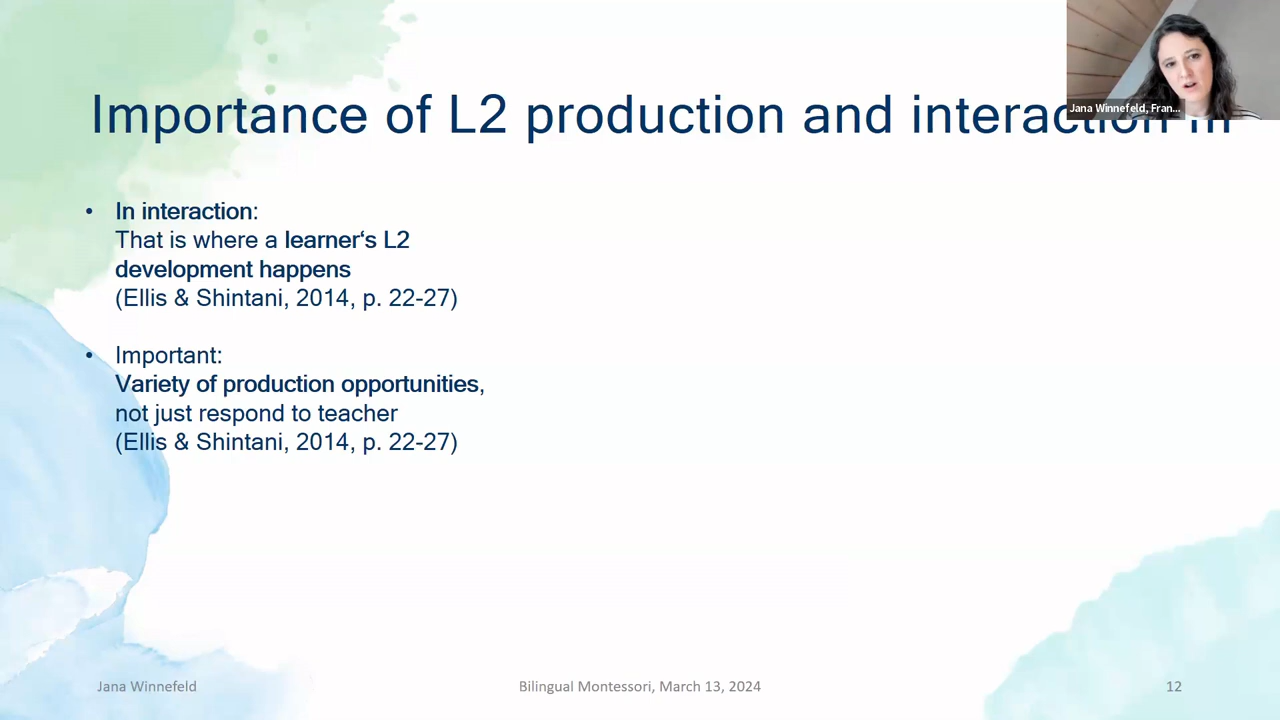 Importance of L2 production and interaction III
Jana Winnefeld, Fran...
• In interaction:
That is where a learner‘s L2
development happens
(Ellis & Shintani, 2014, p. 22-27)
• Important:
Variety of production opportunities,
not just respond to teacher
(Ellis & Shintani, 2014, p. 22-27)
Jana Winnefeld
Bilingual Montessori, March 13, 2024
12